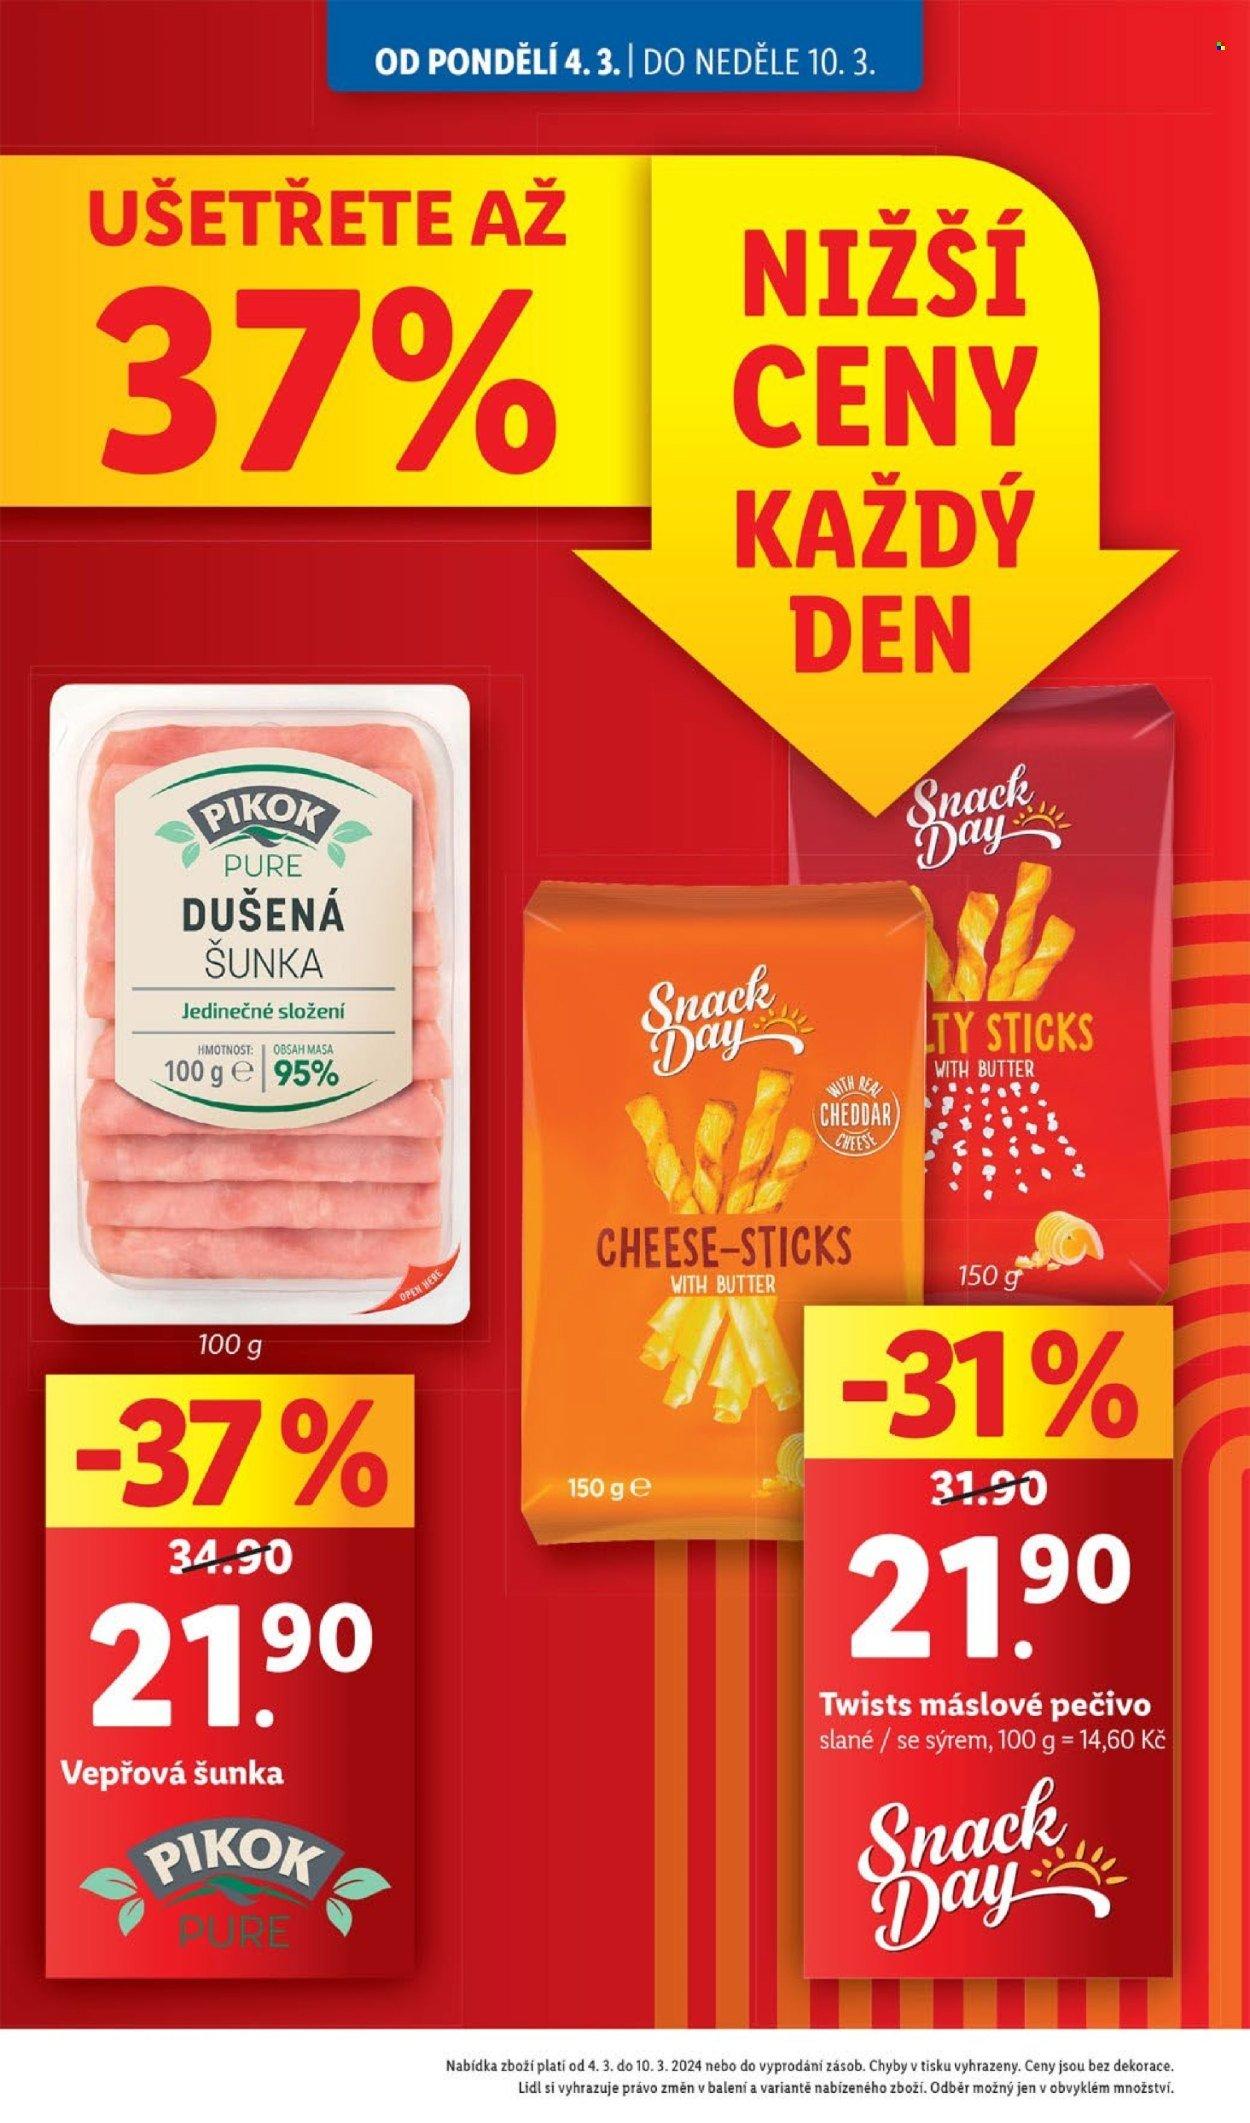 OD PONDĚLÍ 4. 3. | DO NEDĚLE 10. 3.
UŠETŘETE AŽ
37%
NIŽŠÍ
CENY
KAŽDÝ
DEN
PIKOK
PURE
DUŠENÁ
ŠUNKA
Jedinečné složení
HMOTNOST:
100 g ℮
OBSAH MASA
95%
OPEN HERE
100 g
-37%
34.90
21.90
Vepřová šunka
PIKOK
PURE
Snack
Day
TY STICKS
WITH BUTTER
150 g
Snack
Day
WITH REAL
CHEDDAR
CHEESE
CHEESE-STICKS
WITH BUTTER
150 g ℮
-31%
31.90
21.90
Twists máslové pečivo
slané / se sýrem, 100 g = 14,60 Kč
Snack
Day
Nabídka zboží platí od 4. 3. do 10. 3. 2024 nebo do vyprodání zásob. Chyby v tisku vyhrazeny. Ceny jsou bez dekorace.
Lidl si vyhrazuje právo změn v balení a variantě nabízeného zboží. Odběr možný jen v obvyklém množství.